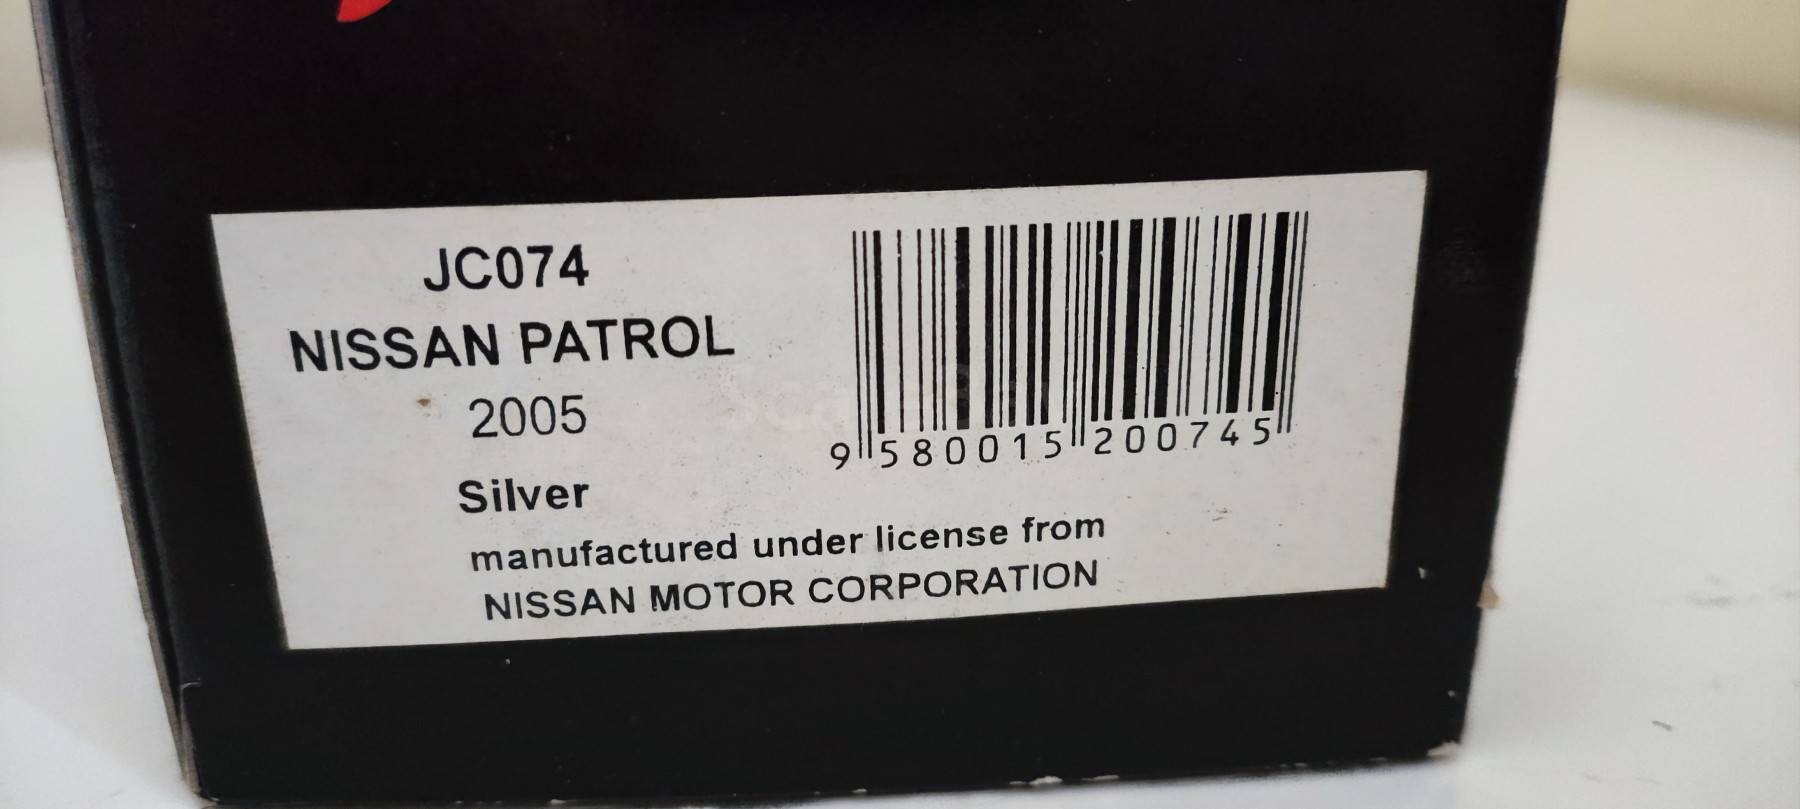 JC074
NISSAN PATROL
2005
Silver
manufactured under license from
NISSAN MOTOR CORPORATION
9 580015 200745